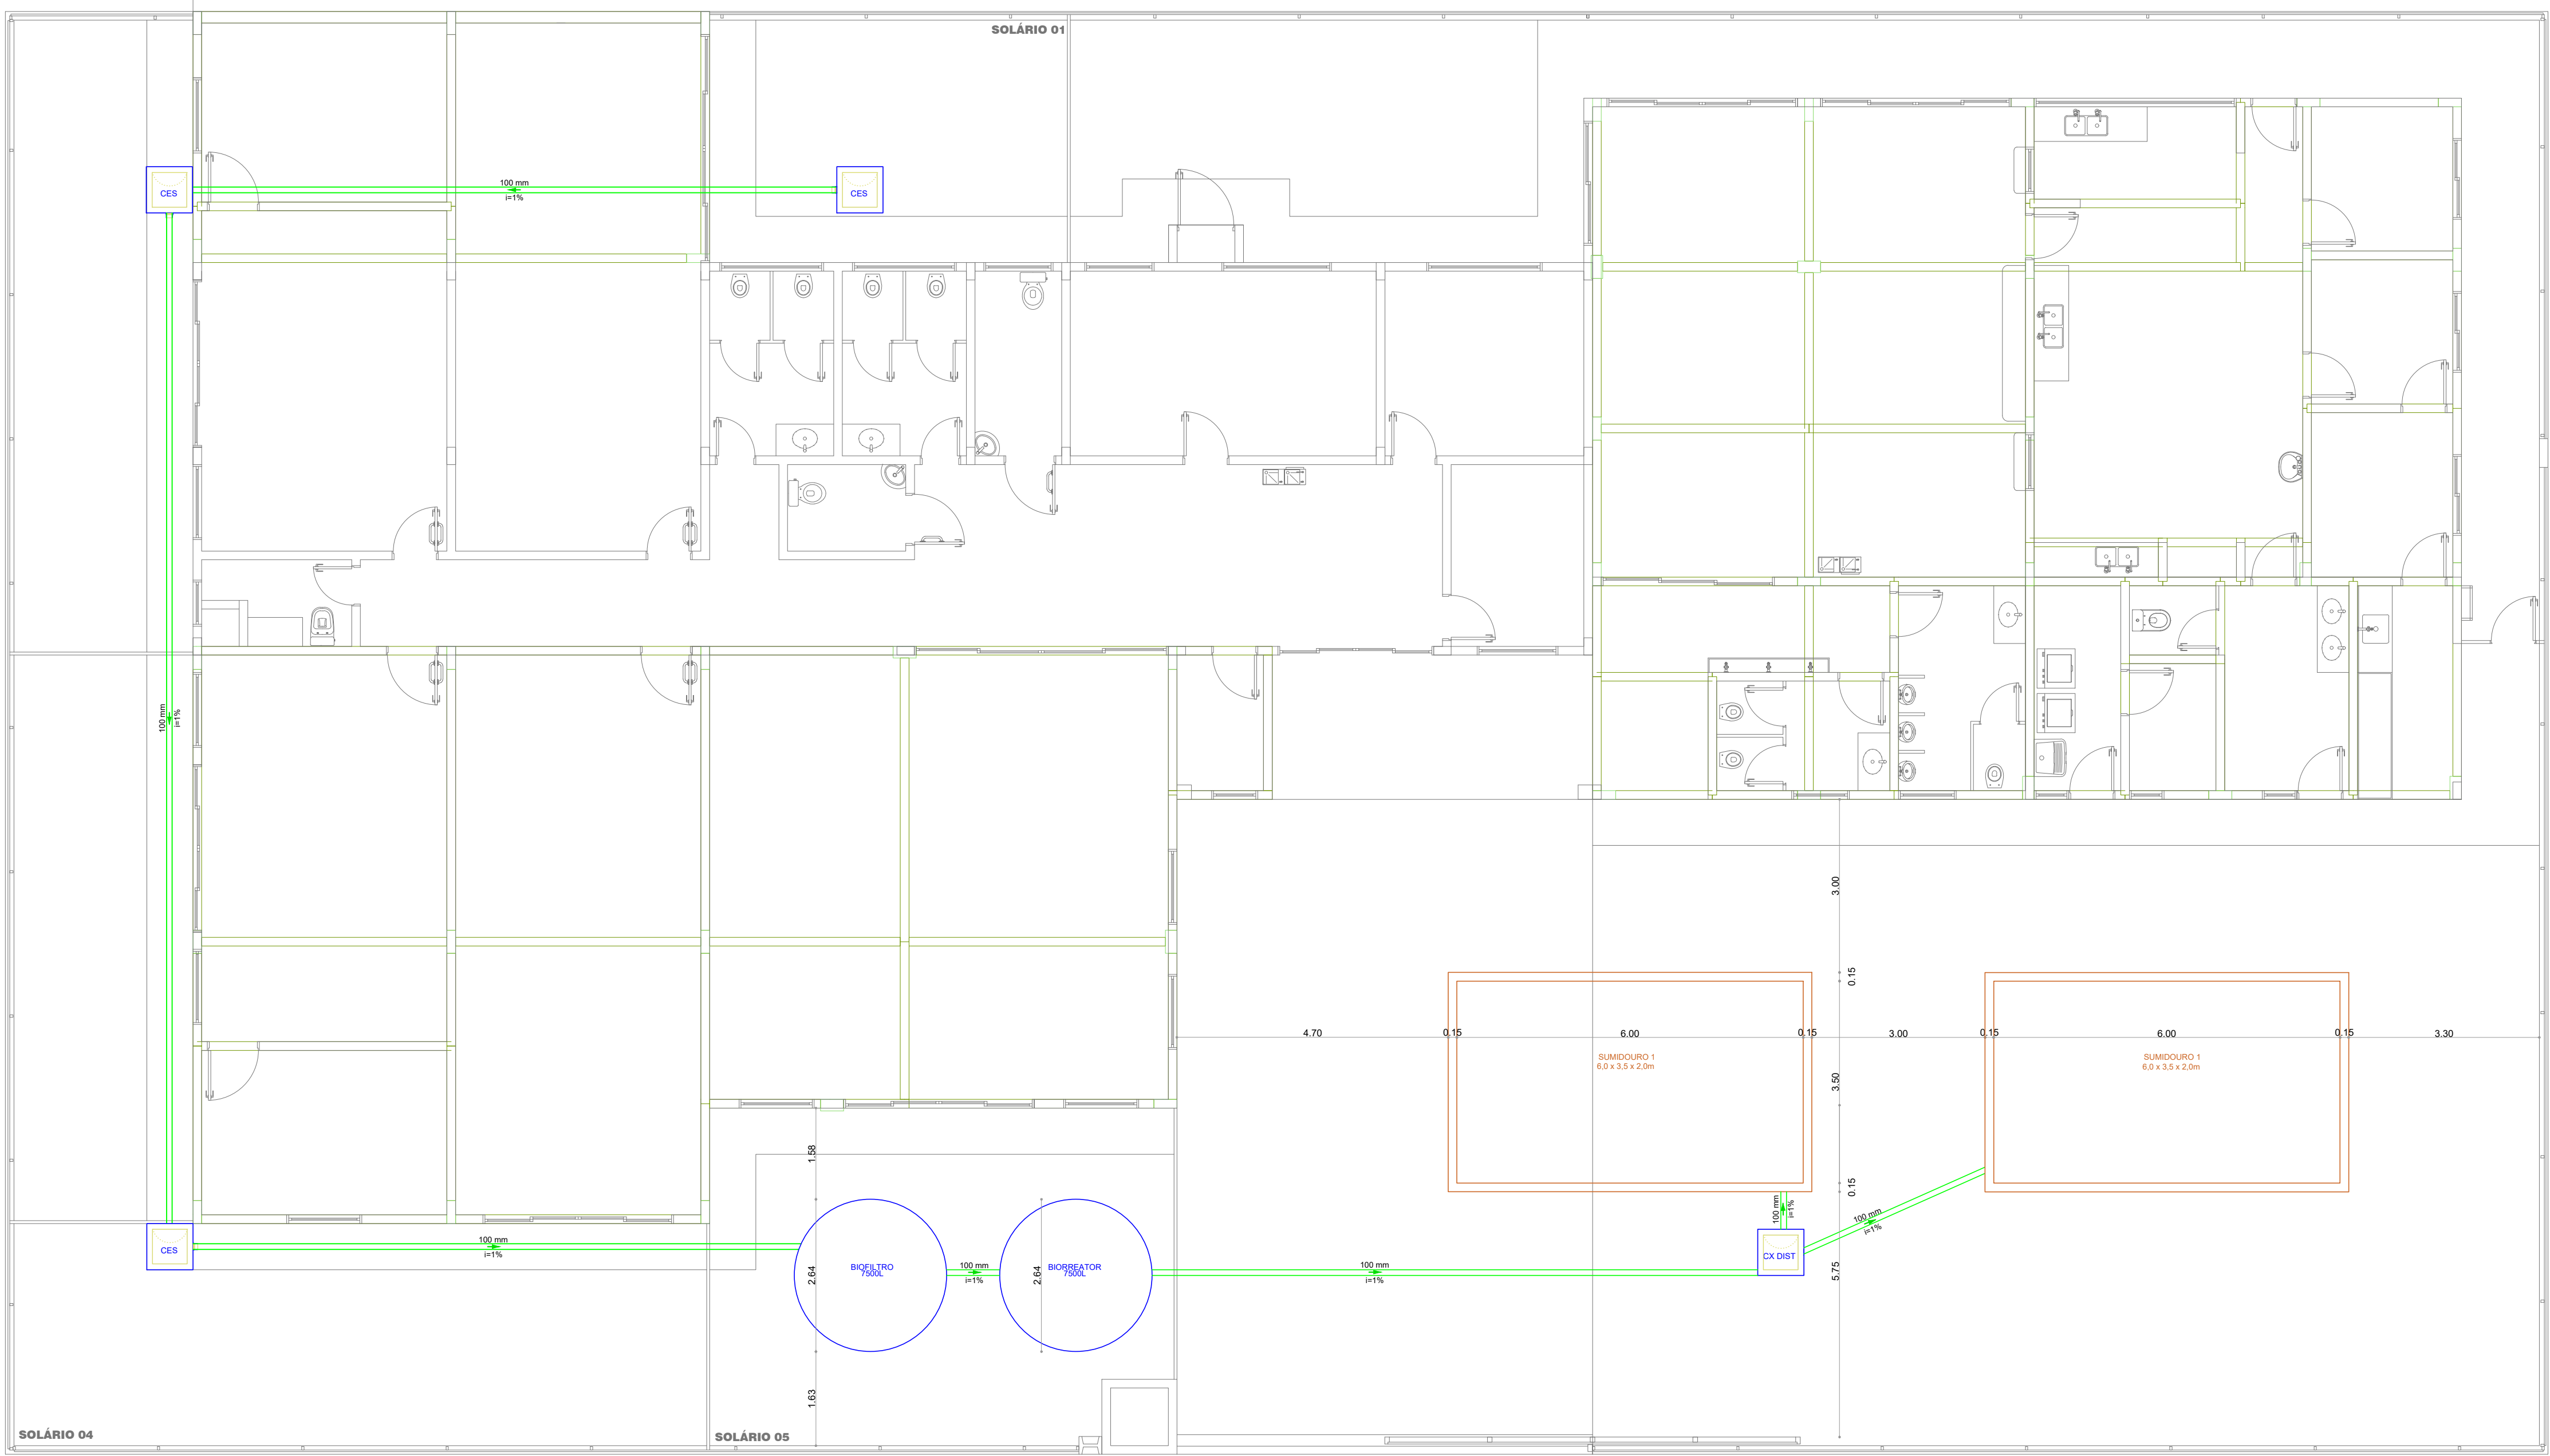 SOLÁRIO 01
100 mm
i=1%
CES
CES
100 mm
i=1%
3.00
0.15
4.70
0.15
6.00
0.15
3.00
0.15
6.00
0.15
3.30
SUMIDOURO 1
6,0 x 3,5 x 2,0m
SUMIDOURO 1
6,0 x 3,5 x 2,0m
3.50
1.58
0.15
100 mm
i=1%
100 mm
i=1%
CES
100 mm
i=1%
BIOFILTRO
7500L
2.64
100 mm
i=1%
2.64
BIORREATOR
7500L
100 mm
i=1%
CX DIST
5.75
1.63
SOLÁRIO 04
SOLÁRIO 05